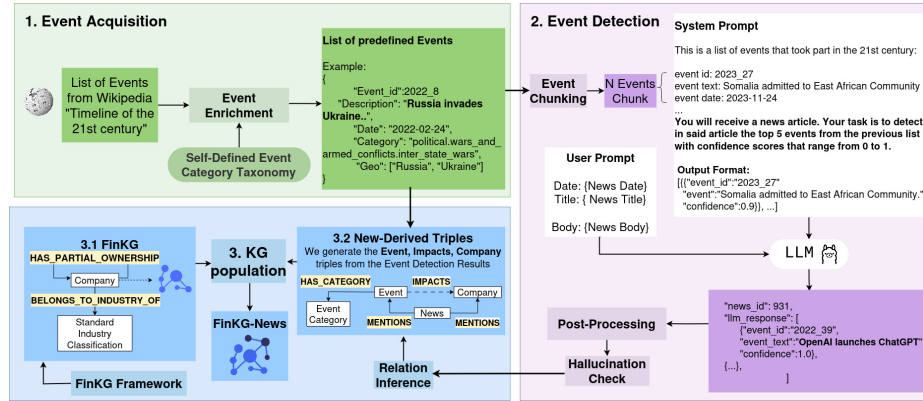 1. Event Acquisition
List of Events
from Wikipedia
"Timeline of the
21st century"
Event
Enrichment
Self-Defined Event
Category Taxonomy
List of predefined Events
Example:
{
"Event_id":2022_8
"Description": "Russia invades
Ukraine..",
"Date": "2022-02-24",
"Category": "political.wars_and_
armed_conflicts.inter_state_wars",
"Geo": ["Russia", "Ukraine"]
}
2. Event Detection
Event
Chunking
N Events
Chunk
System Prompt
This is a list of events that took part in the 21st century:
event id: 2023_27
event text: Somalia admitted to East African Community
event date: 2023-11-24
...
You will receive a news article. Your task is to detect
in said article the top 5 events from the previous list
with confidence scores that range from 0 to 1.
Output Format:
[{{"event_id":"2023_27"
"event":"Somalia admitted to East African Community."
"confidence":0.9}}, ...]
User Prompt
Date: {News Date}
Title: { News Title}
Body: {News Body}
LLM
"news_id": 931,
"llm_response": [
{"event_id":"2022_39",
"event_text":"OpenAI launches ChatGPT"
"confidence":1.0},
{...},
]
Post-Processing
Hallucination
Check
3.1 FinKG
HAS_PARTIAL_OWNERSHIP
Company
BELONGS_TO_INDUSTRY_OF
Standard
Industry
Classification
FinKG Framework
3. KG
population
FinKG-News
3.2 New-Derived Triples
We generate the Event, Impacts, Company
triples from the Event Detection Results
HAS_CATEGORY
IMPACTS
Event
Company
Event
Category
News
MENTIONS
MENTIONS
Relation
Inference